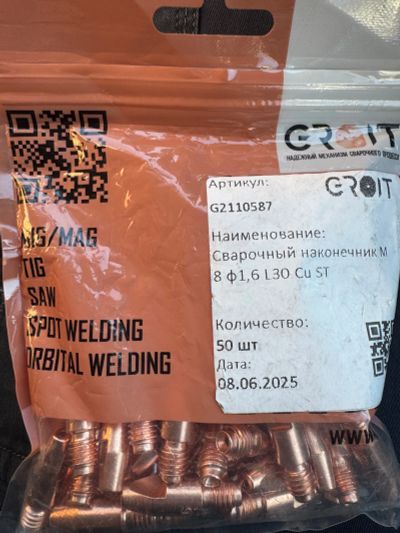 GROIT
НАДЕЖНЫЙ МЕХАНИЗМ СВАРОЧНОГО ПРОЦЕССА
MIG/MAG
TIG
SAW
SPOT WELDING
ORBITAL WELDING
Артикул:
GROIT
G2110587
Наименование:
Сварочный наконечник М
8 ф1,6 L30 Cu ST
Количество:
50 шт
Дата:
08.06.2025
www